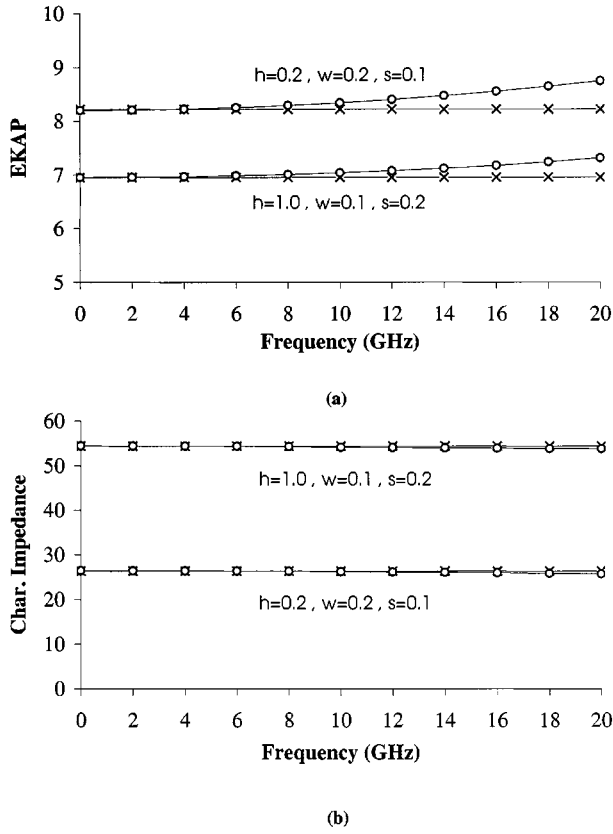 10
9
8
7
6
5
EKAP
h=0.2 , w=0.2 , s=0.1
h=1.0 , w=0.1 , s=0.2
0 2 4 6 8 10 12 14 16 18 20
Frequency (GHz)
(a)
60
50
40
30
20
10
0
Char. Impedance
h=1.0 , w=0.1 , s=0.2
h=0.2 , w=0.2 , s=0.1
0 2 4 6 8 10 12 14 16 18 20
Frequency (GHz)
(b)